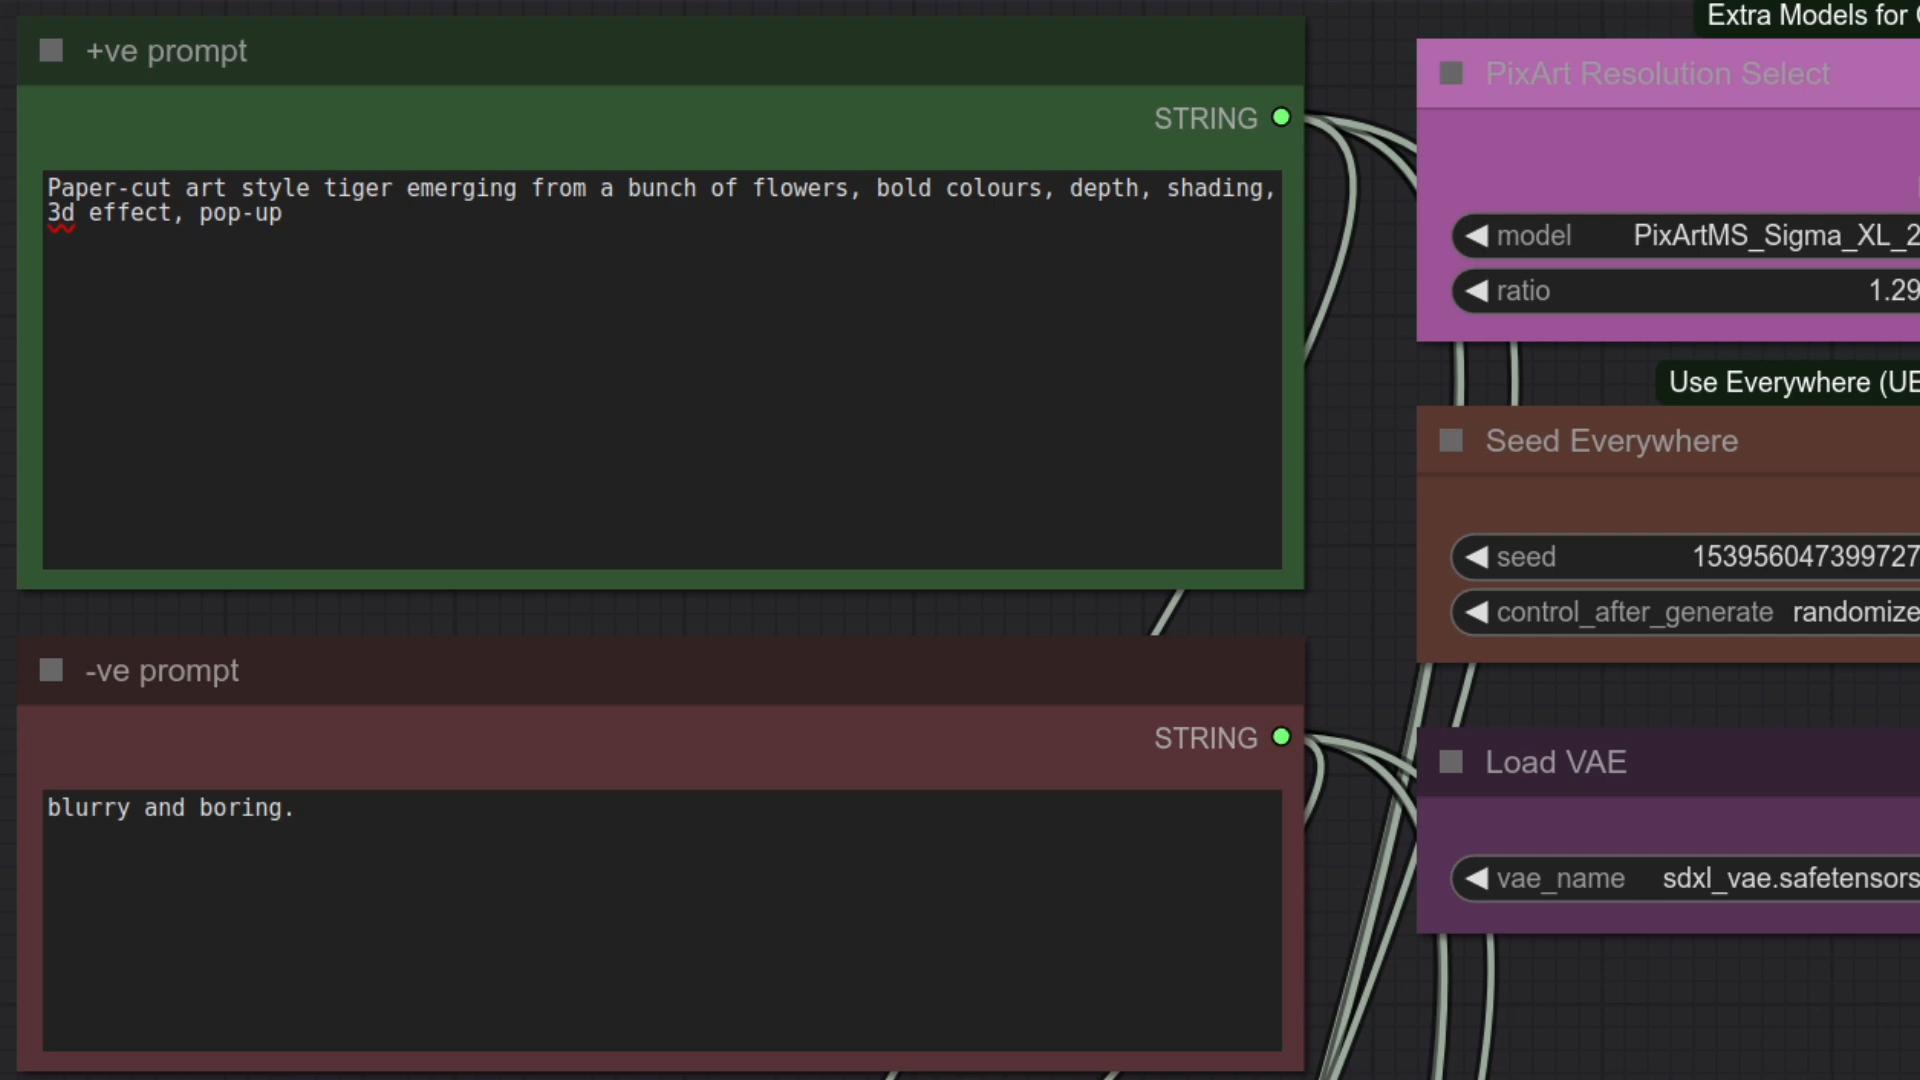 +ve prompt
STRING
Paper-cut art style tiger emerging from a bunch of flowers, bold colours, depth, shading,
3d effect, pop-up
-ve prompt
STRING
blurry and boring.
Extra Models for
PixArt Resolution Select
model PixArtMS_Sigma_XL_2
ratio 1.29
Use Everywhere (UE
Seed Everywhere
seed 153956047399727
control_after_generate randomize
Load VAE
vae_name sdxl_vae.safetensors